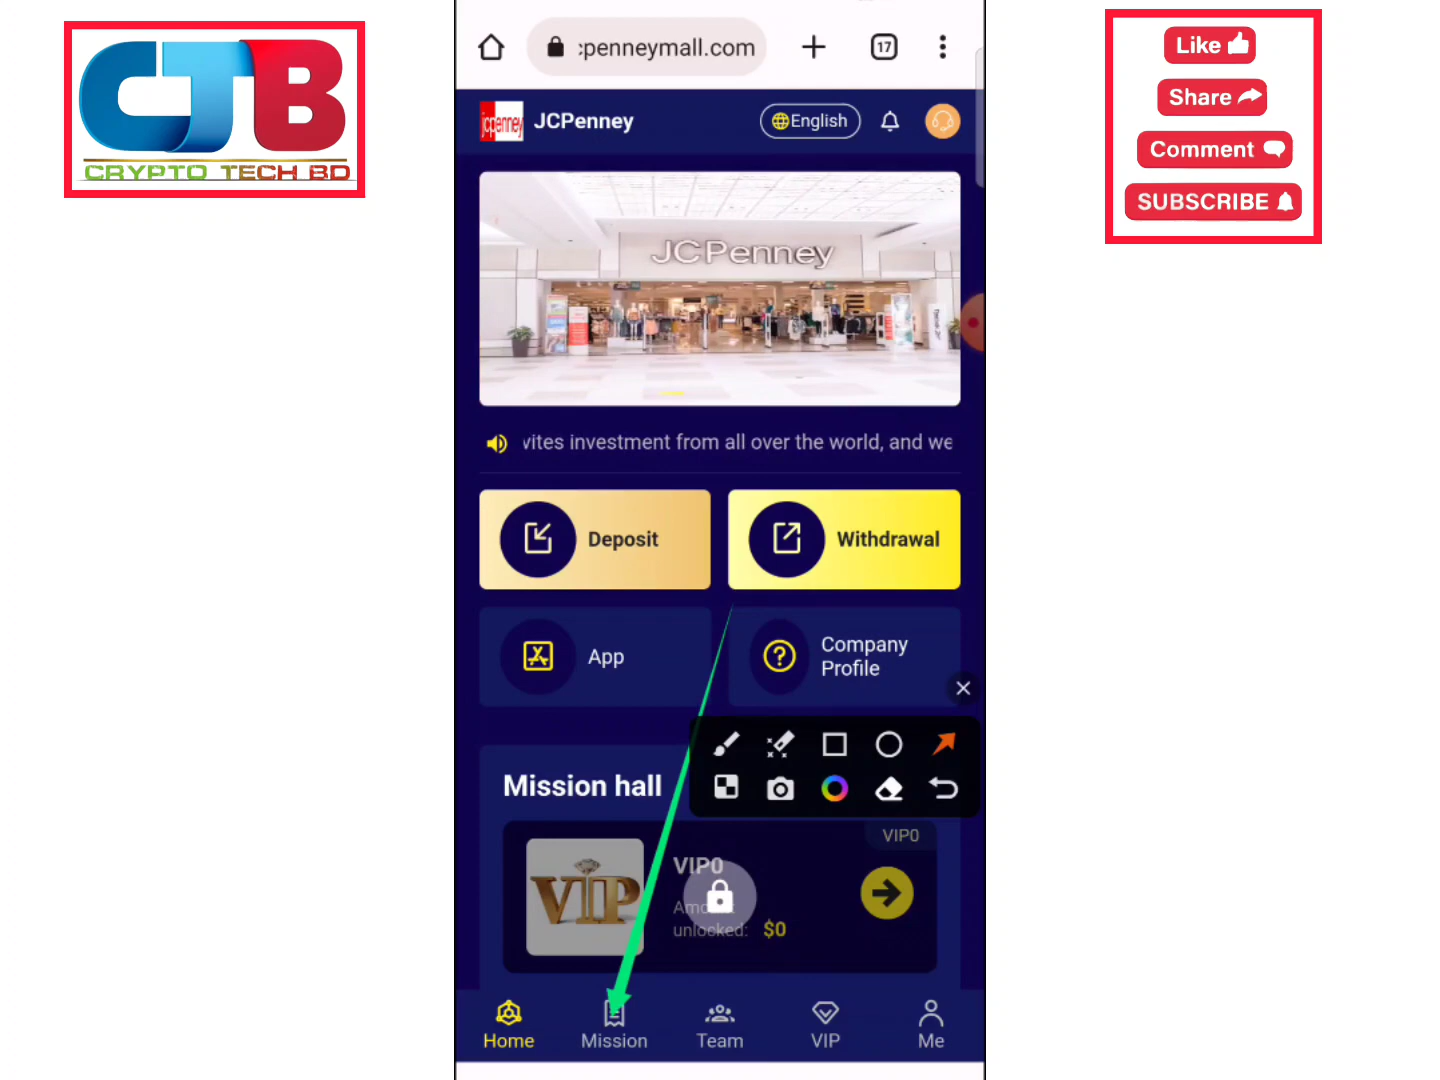 CTB
CRYPTO TECH BD
Like
Share
Comment
SUBSCRIBE
:penneymall.com
17
jcpenney
JCPenney
English
JCPenney
vites investment from all over the world, and we
Deposit
Withdrawal
App
Company
Profile
Mission hall
VIP0
VIP
VIP0
unlocked:
$0
Home
Mission
Team
VIP
Me